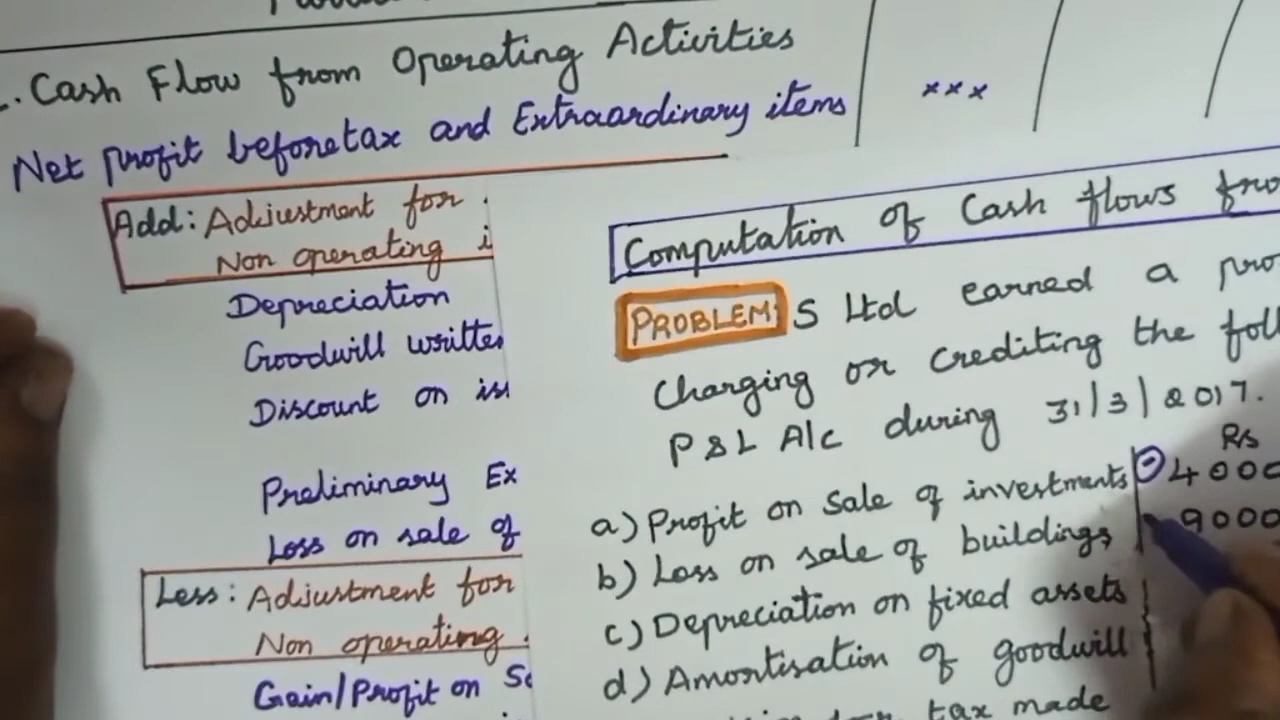 Cash Flow from Operating Activities
Net profit before tax and Extraordinary items
x x x
Add: Adjustment for
Non operating
Depreciation
Goodwill
Discount on
Preliminary Ex
Loss on sale of
Less: Adjustment for
Non operating
Gain/Profit on
Computation of Cash flows
PROBLEM: S Ltd earned a
Charging or crediting the
P & L A/c during 31/3/2017.
Rs
a) Profit on Sale of investments - 4000
b) Loss on sale of buildings 9000
c) Depreciation on fixed assets
d) Amortisation of goodwill
tax made